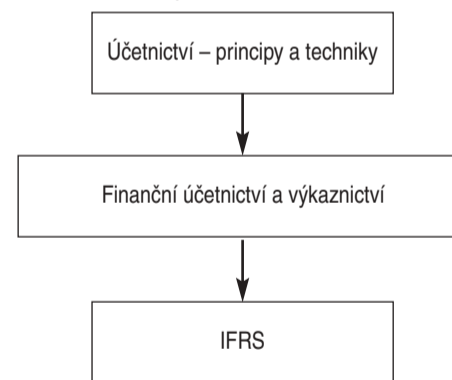 Účetnictví – principy a techniky
Finanční účetnictví a výkaznictví
IFRS